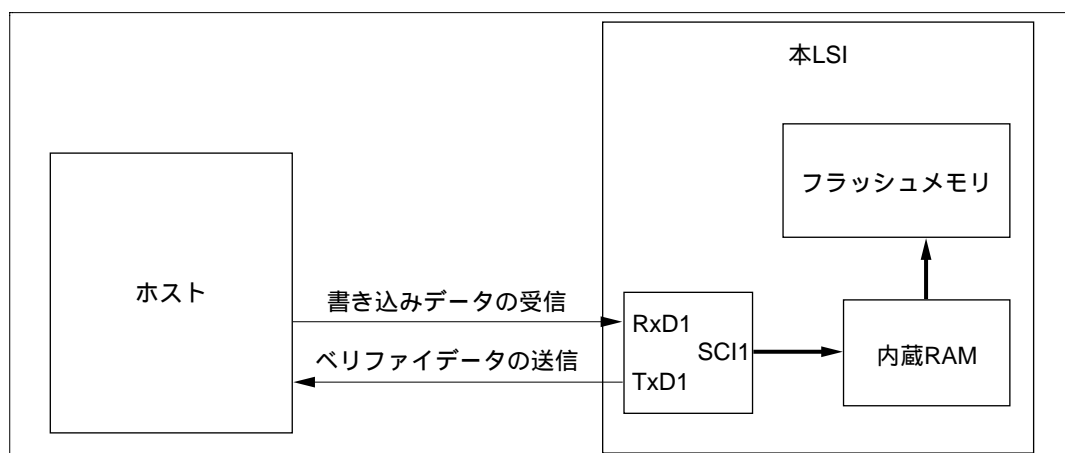 本LSI
フラッシュメモリ
ホスト
書き込みデータの受信
RxD1
SCI1
内蔵RAM
ベリファイデータの送信
TxD1